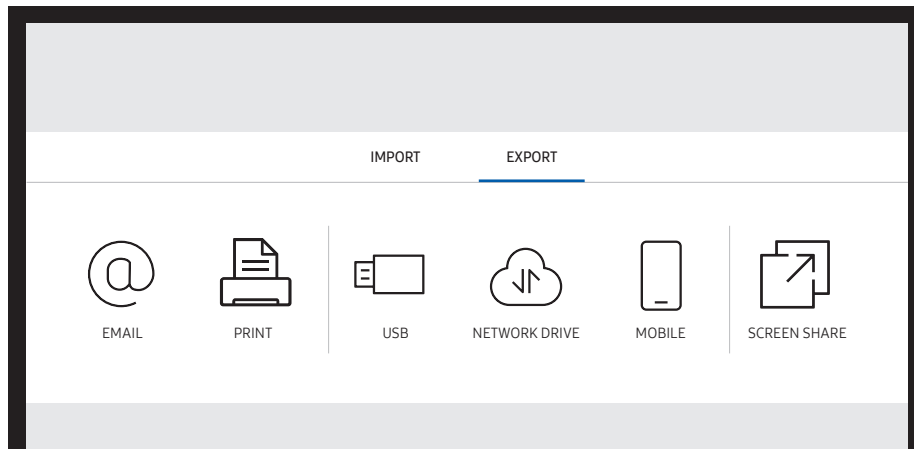 IMPORT EXPORT
EMAIL PRINT USB NETWORK DRIVE MOBILE SCREEN SHARE